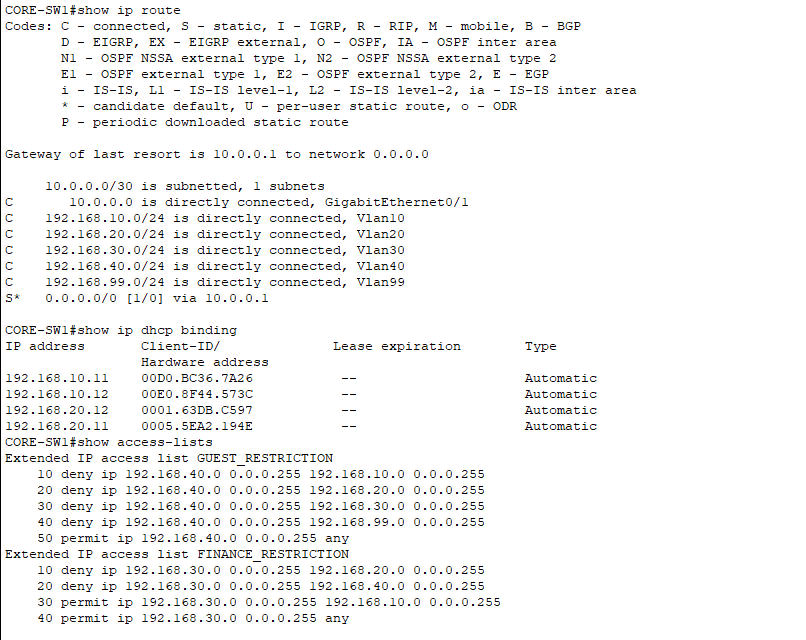 CORE-SW1#show ip route
Codes: C - connected, S - static, I - IGRP, R - RIP, M - mobile, B - BGP
       D - EIGRP, EX - EIGRP external, O - OSPF, IA - OSPF inter area
       N1 - OSPF NSSA external type 1, N2 - OSPF NSSA external type 2
       E1 - OSPF external type 1, E2 - OSPF external type 2, E - EGP
       i - IS-IS, L1 - IS-IS level-1, L2 - IS-IS level-2, ia - IS-IS inter area
       * - candidate default, U - per-user static route, o - ODR
       P - periodic downloaded static route

Gateway of last resort is 10.0.0.1 to network 0.0.0.0

     10.0.0.0/30 is subnetted, 1 subnets
C       10.0.0.0 is directly connected, GigabitEthernet0/1
C    192.168.10.0/24 is directly connected, Vlan10
C    192.168.20.0/24 is directly connected, Vlan20
C    192.168.30.0/24 is directly connected, Vlan30
C    192.168.40.0/24 is directly connected, Vlan40
C    192.168.99.0/24 is directly connected, Vlan99
S*   0.0.0.0/0 [1/0] via 10.0.0.1

CORE-SW1#show ip dhcp binding
IP address       Client-ID/              Lease expiration        Type
                 Hardware address
192.168.10.11    00D0.BC36.7A26           --                     Automatic
192.168.10.12    00E0.8F44.573C           --                     Automatic
192.168.20.12    0001.63DB.C597           --                     Automatic
192.168.20.11    0005.5EA2.194E           --                     Automatic
CORE-SW1#show access-lists
Extended IP access list GUEST_RESTRICTION
    10 deny ip 192.168.40.0 0.0.0.255 192.168.10.0 0.0.0.255
    20 deny ip 192.168.40.0 0.0.0.255 192.168.20.0 0.0.0.255
    30 deny ip 192.168.40.0 0.0.0.255 192.168.30.0 0.0.0.255
    40 deny ip 192.168.40.0 0.0.0.255 192.168.99.0 0.0.0.255
    50 permit ip 192.168.40.0 0.0.0.255 any
Extended IP access list FINANCE_RESTRICTION
    10 deny ip 192.168.30.0 0.0.0.255 192.168.20.0 0.0.0.255
    20 deny ip 192.168.30.0 0.0.0.255 192.168.40.0 0.0.0.255
    30 permit ip 192.168.30.0 0.0.0.255 192.168.10.0 0.0.0.255
    40 permit ip 192.168.30.0 0.0.0.255 any